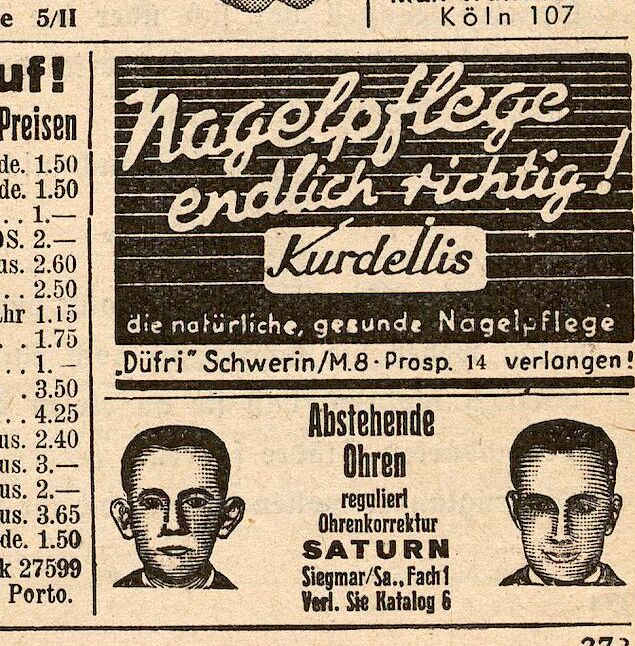 e 5/II
Köln 107
uf!
Preisen
de. 1.50
de. 1.50
. . 1.—
OS. 2.—
us. 2.60
. . 2.50
hr 1.15
. . 1.75
. . 1.—
. 3.50
. . 4.25
us. 2.40
us. 3.—
us. 2.—
us. 3.65
de. 1.50
k 27599
Porto.
Nagelpflege
endlich richtig!
Kurdellis
die natürliche, gesunde Nagelpflege
„Düfri" Schwerin/M.8 · Prosp. 14 verlangen!
Abstehende
Ohren
reguliert
Ohrenkorrektur
SATURN
Siegmar/Sa., Fach 1
Verl. Sie Katalog 6